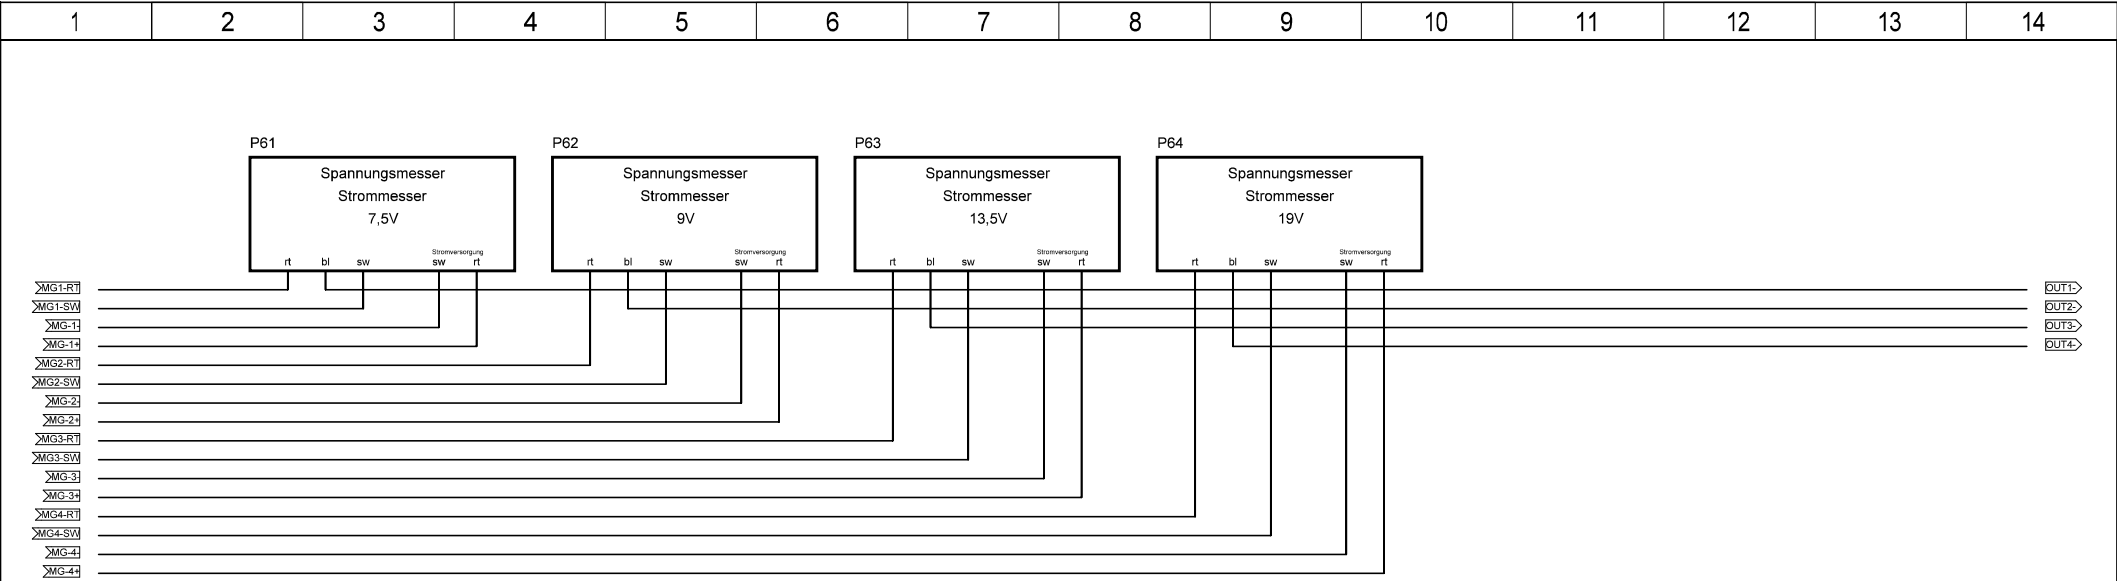 1 2 3 4 5 6 7 8 9 10 11 12 13 14
P61 P62 P63 P64
Spannungsmesser Spannungsmesser Spannungsmesser Spannungsmesser
Strommesser Strommesser Strommesser Strommesser
7,5V 9V 13,5V 19V
Stromversorgung Stromversorgung Stromversorgung Stromversorgung
rt bl sw sw rt rt bl sw sw rt rt bl sw sw rt rt bl sw sw rt
MG1-RT OUT1-
MG1-SW OUT2-
MG-1- OUT3-
MG-1+ OUT4-
MG2-RT
MG2-SW
MG-2-
MG-2+
MG3-RT
MG3-SW
MG-3-
MG-3+
MG4-RT
MG4-SW
MG-4-
MG-4+